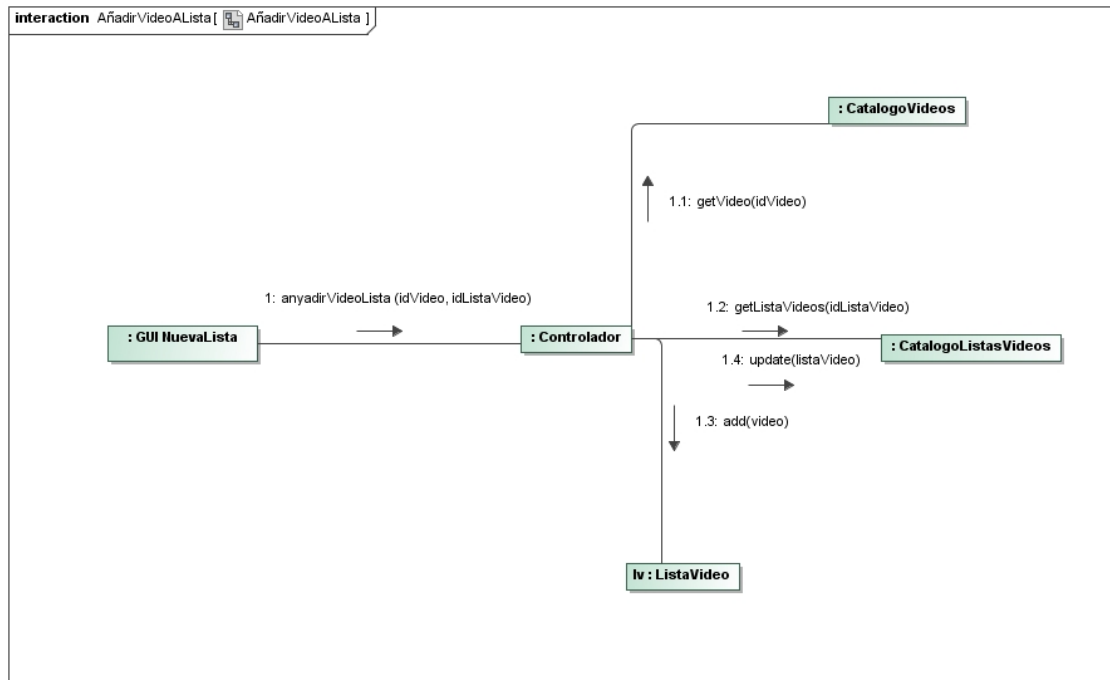 interaction AñadirVideoALista[ AñadirVideoALista ]
: CatalogoVideos
1.1: getVideo(idVideo)
1: anyadirVideoLista (idVideo, idListaVideo)
1.2: getListaVideos(idListaVideo)
: GUI NuevaLista
: Controlador
: CatalogoListasVideos
1.4: update(listaVideo)
1.3: add(video)
lv : ListaVideo